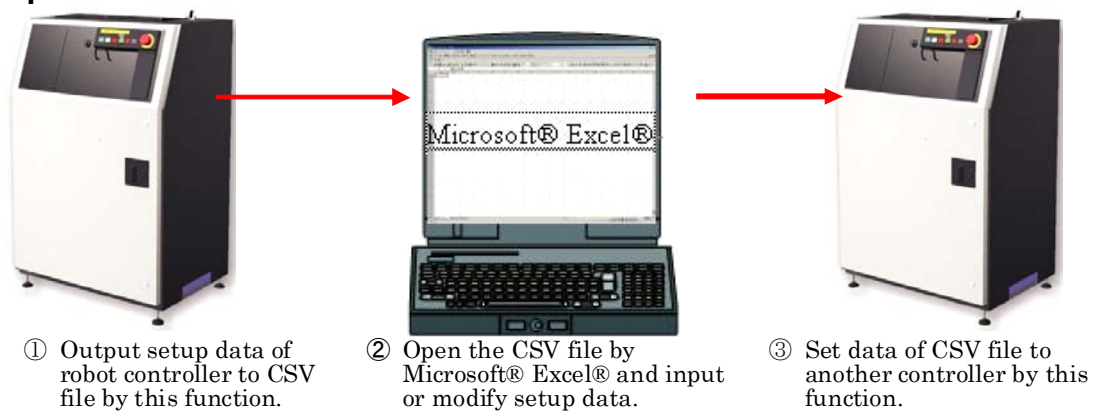 Microsoft® Excel®
① Output setup data of
robot controller to CSV
file by this function.
② Open the CSV file by
Microsoft® Excel® and input
or modify setup data.
③ Set data of CSV file to
another controller by this
function.